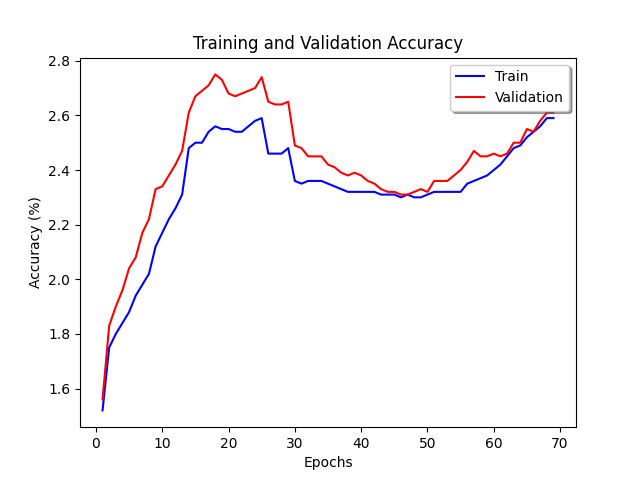 Training and Validation Accuracy
Train
Validation
2.8
2.6
2.4
2.2
2.0
1.8
1.6
Accuracy (%)
0 10 20 30 40 50 60 70
Epochs